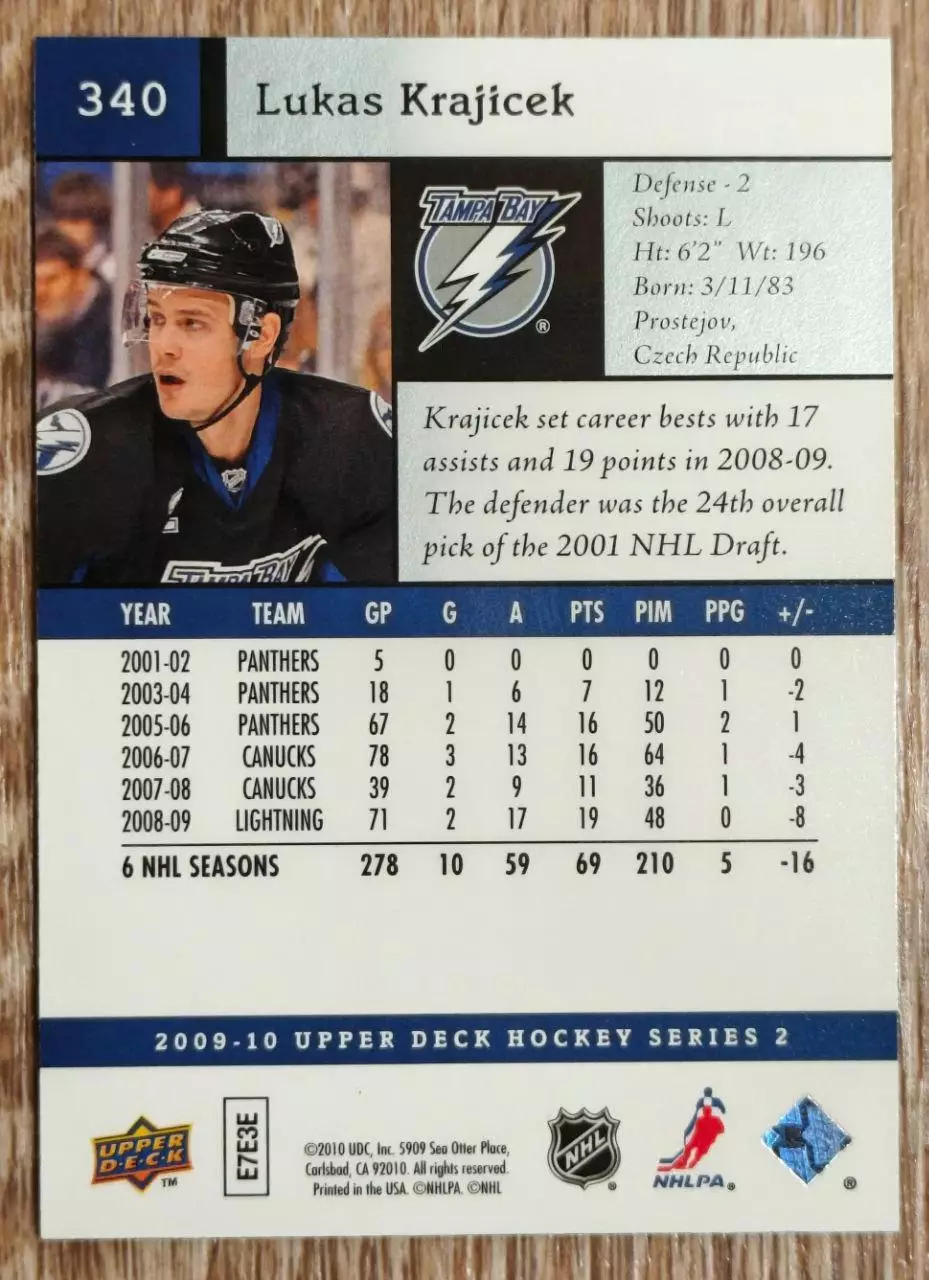 340
Lukas Krajicek
TAMPA BAY
®
Defense - 2
Shoots: L
Ht: 6'2" Wt: 196
Born: 3/11/83
Prostejov,
Czech Republic
TAMPA BAY
Krajicek set career bests with 17
assists and 19 points in 2008-09.
The defender was the 24th overall
pick of the 2001 NHL Draft.
YEAR TEAM GP G A PTS PIM PPG +/-
2001-02 PANTHERS 5 0 0 0 0 0 0
2003-04 PANTHERS 18 1 6 7 12 1 -2
2005-06 PANTHERS 67 2 14 16 50 2 1
2006-07 CANUCKS 78 3 13 16 64 1 -4
2007-08 CANUCKS 39 2 9 11 36 1 -3
2008-09 LIGHTNING 71 2 17 19 48 0 -8
6 NHL SEASONS 278 10 59 69 210 5 -16
2009-10 UPPER DECK HOCKEY SERIES 2
UPPER
D·E·C·K
TM
E7E3E
©2010 UDC, Inc. 5909 Sea Otter Place,
Carlsbad, CA 92010. All rights reserved.
Printed in the USA. ©NHLPA. ©NHL
NHL
®
NHLPA®
®